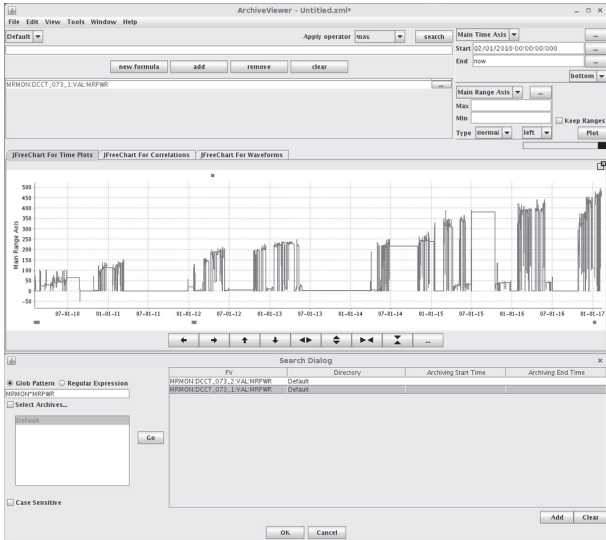 ArchiveViewer - Untitled.xml*
File Edit View Tools Window Help
Default
Apply operator max
search
Main Time Axis
...
Start 02/01/2010 00:00:00:000
...
End now
...
new formula
add
remove
clear
bottom
MRMON:DCCT_073_1:VAL:MRPWR
...
Main Range Axis
...
Max
Min
Keep Ranges
Type normal
left
Plot
JFreeChart For Time Plots
JFreeChart For Correlations
JFreeChart For Waveforms
Main Range Axis
500
450
400
350
300
250
200
150
100
50
0
-50
07-01-10 01-01-11 07-01-11 01-01-12 07-01-12 01-01-13 07-01-13 01-01-14 07-01-14 01-01-15 07-01-15 01-01-16 07-01-16 01-01-17
...
Search Dialog
Glob Pattern
Regular Expression
MRMON*MRPWR
Select Archives...
Default
Go
Case Sensitive
PV Directory Archiving Start Time Archiving End Time
MRMON:DCCT_073_2:VAL:MRPWR Default
MRMON:DCCT_073_1:VAL:MRPWR Default
Add
Clear
OK
Cancel